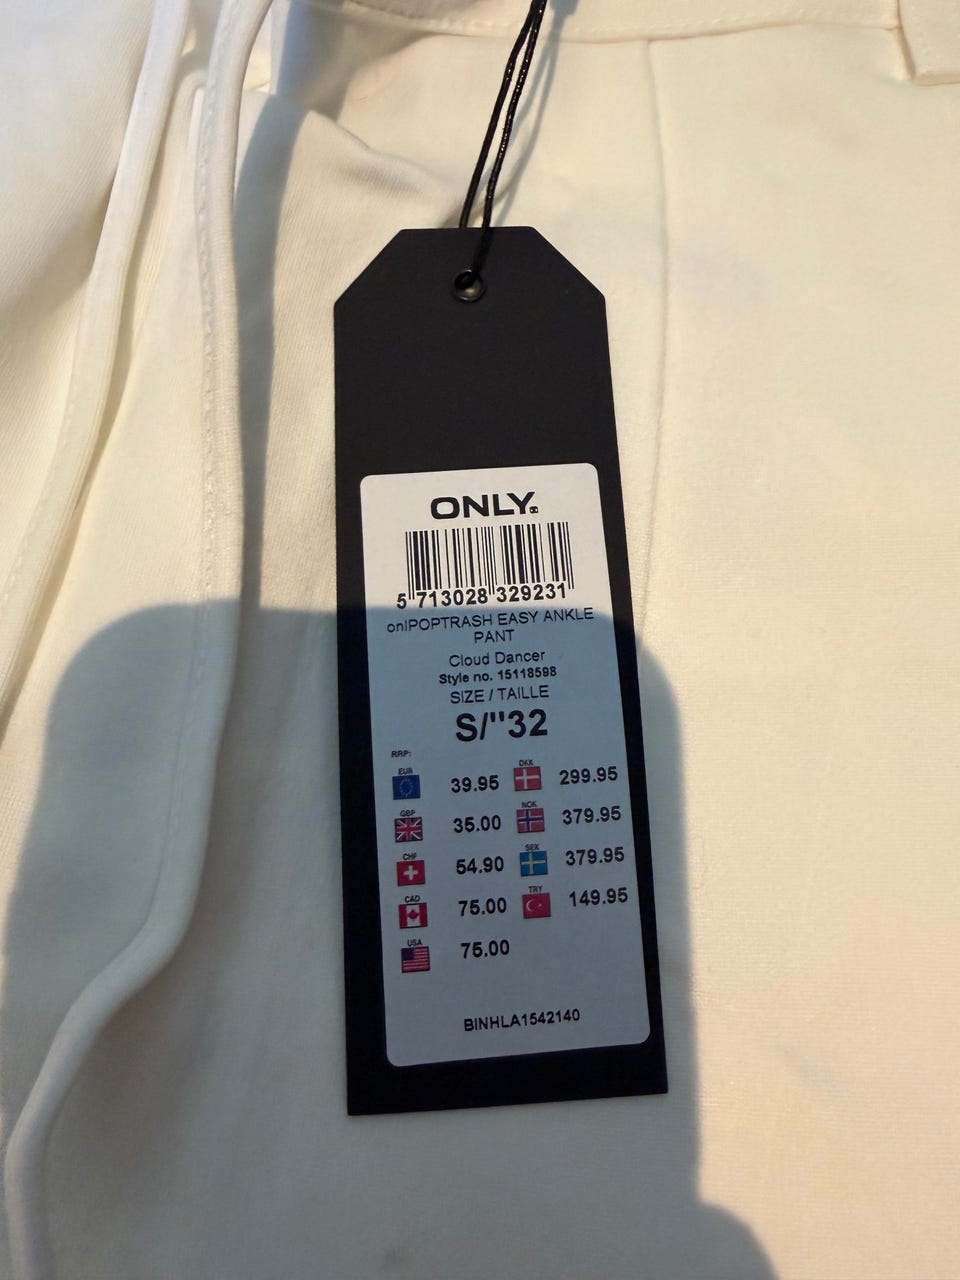 ONLY.
5 713028 329231
onlPOPTRASH EASY ANKLE
PANT
Cloud Dancer
Style no. 15118598
SIZE / TAILLE
S/"32
RRP:
EUR 39.95 DKK 299.95
GBP 35.00 NOK 379.95
CHF 54.90 SEK 379.95
CAD 75.00 TRY 149.95
USA 75.00
BINHLA1542140